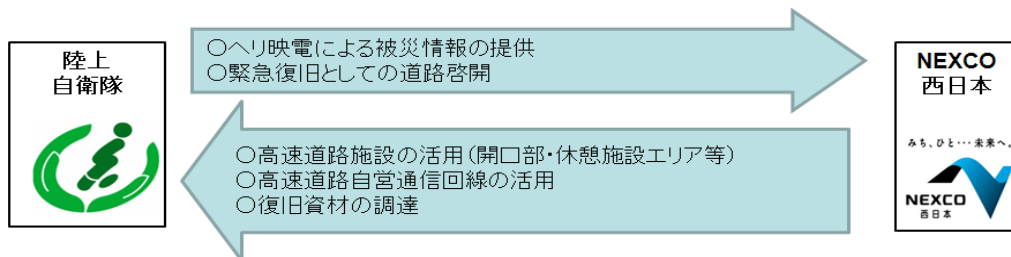 陸上
自衛隊
○ヘリ映電による被災情報の提供
○緊急復旧としての道路啓開
NEXCO
西日本
○高速道路施設の活用（開口部・休憩施設エリア等）
○高速道路自営通信回線の活用
○復旧資材の調達
みち、ひと…未来へ。
NEXCO
西日本